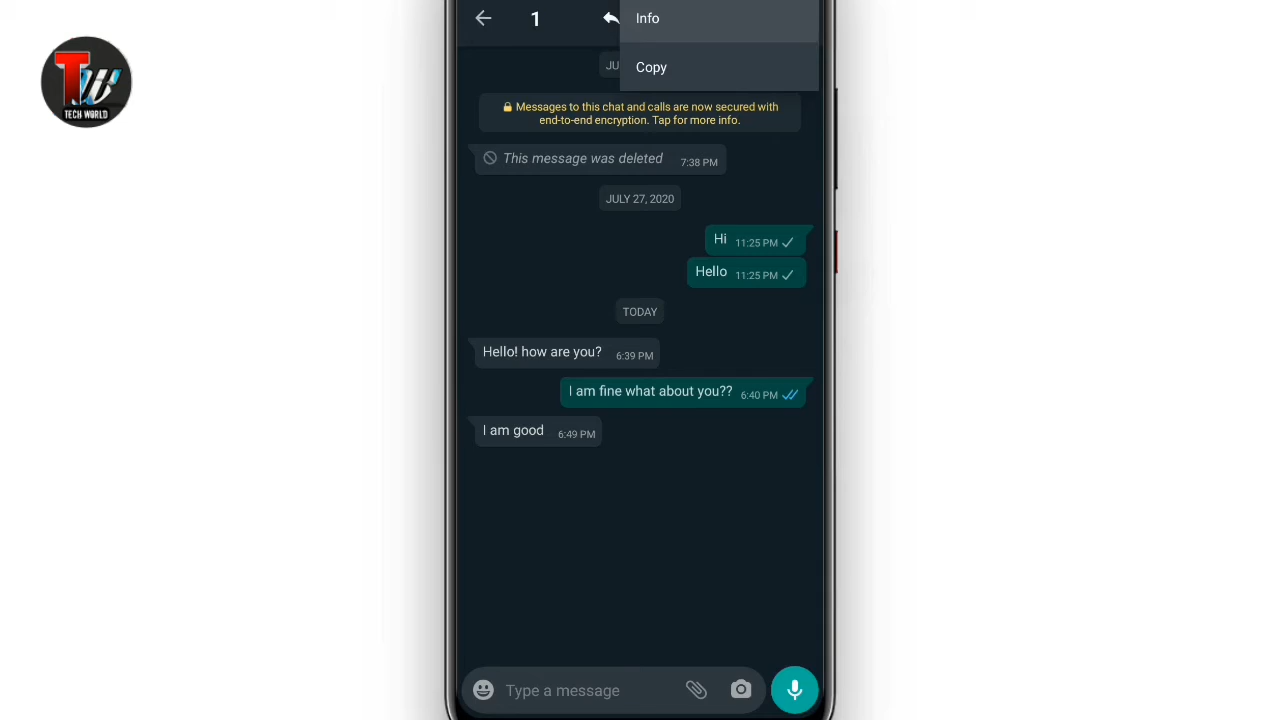 1
Info
TW
TECH WORLD
Copy
JU
Messages to this chat and calls are now secured with
end-to-end encryption. Tap for more info.
This message was deleted 7:38 PM
JULY 27, 2020
Hi 11:25 PM
Hello 11:25 PM
TODAY
Hello! how are you? 6:39 PM
I am fine what about you?? 6:40 PM
I am good 6:49 PM
Type a message